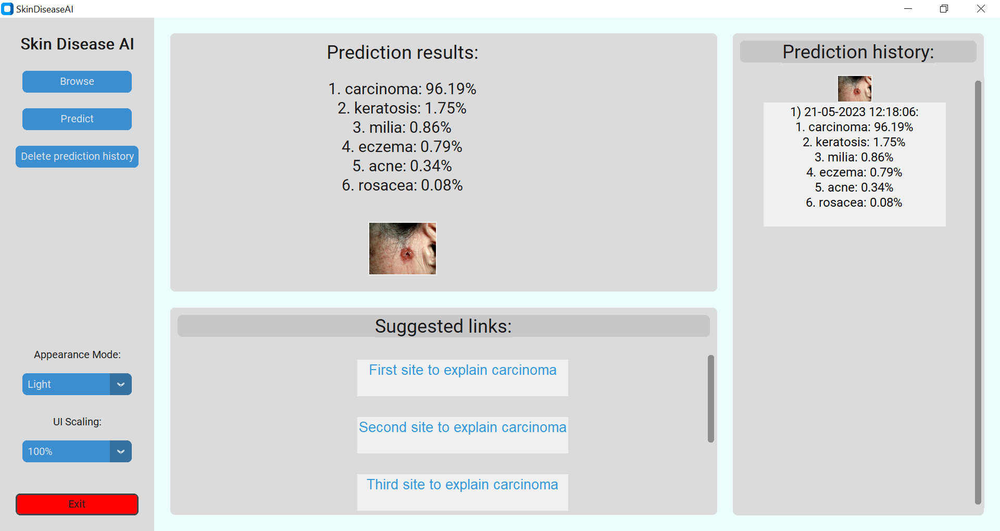 SkinDiseaseAI
Skin Disease AI
Browse
Predict
Delete prediction history
Appearance Mode:
Light
UI Scaling:
100%
Exit
Prediction results:
1. carcinoma: 96.19%
2. keratosis: 1.75%
3. milia: 0.86%
4. eczema: 0.79%
5. acne: 0.34%
6. rosacea: 0.08%
Suggested links:
First site to explain carcinoma
Second site to explain carcinoma
Third site to explain carcinoma
Prediction history:
1) 21-05-2023 12:18:06:
1. carcinoma: 96.19%
2. keratosis: 1.75%
3. milia: 0.86%
4. eczema: 0.79%
5. acne: 0.34%
6. rosacea: 0.08%